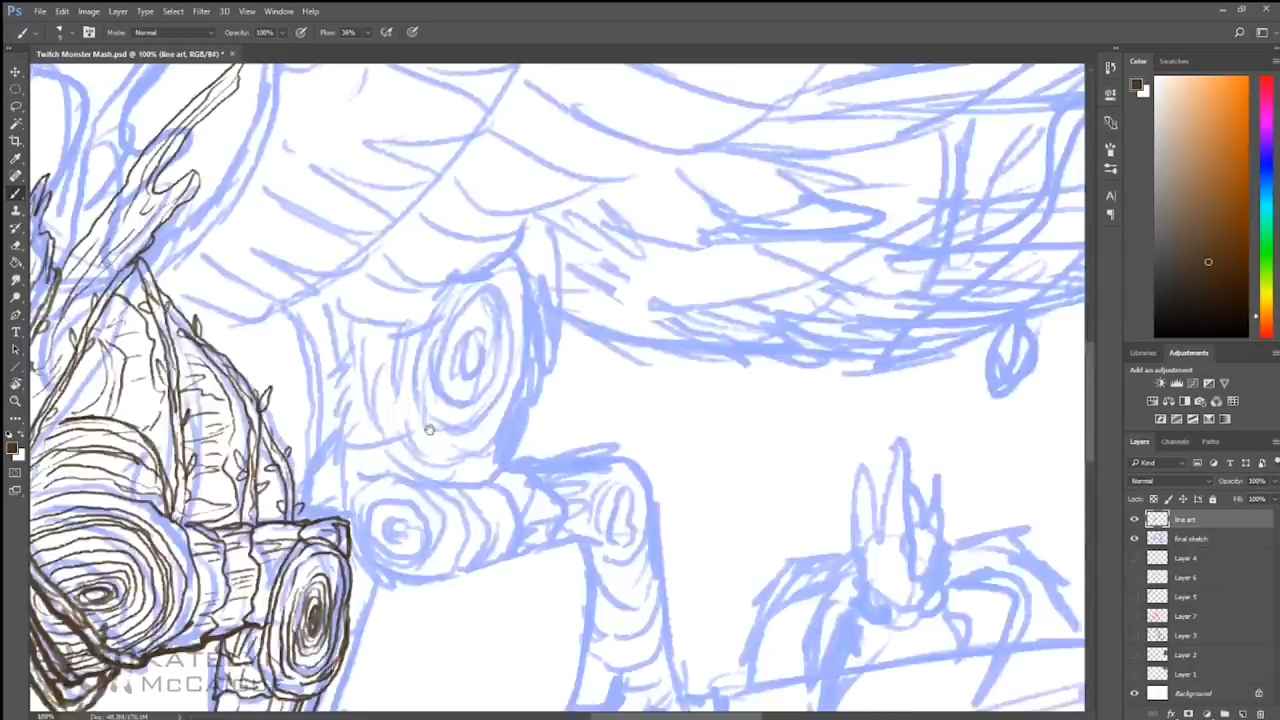 Ps File Edit Image Layer Type Select Filter 3D View Window Help
Mode: Normal Opacity: 100% Flow: 36%
Twitch Monster Mash.psd @ 100% (line art, RGB/8#) *
Color Swatches
Libraries Adjustments
Add an adjustment
Layers Channels Paths
Kind
Normal Opacity: 100%
Lock: Fill: 100%
line art
final sketch
Layer 4
Layer 6
Layer 5
Layer 7
Layer 3
Layer 2
Layer 1
Background
100%